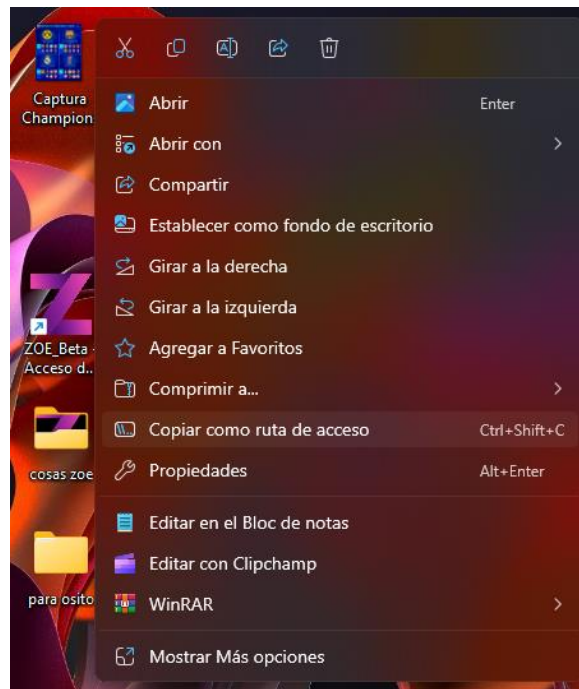 Captura
Champion
Abrir
Enter
Abrir con
Compartir
Establecer como fondo de escritorio
Girar a la derecha
Girar a la izquierda
ZOE_Beta -
Acceso d...
Agregar a Favoritos
Comprimir a...
Copiar como ruta de acceso
Ctrl+Shift+C
cosas zoe
Propiedades
Alt+Enter
Editar en el Bloc de notas
Editar con Clipchamp
para osito
WinRAR
Mostrar Más opciones